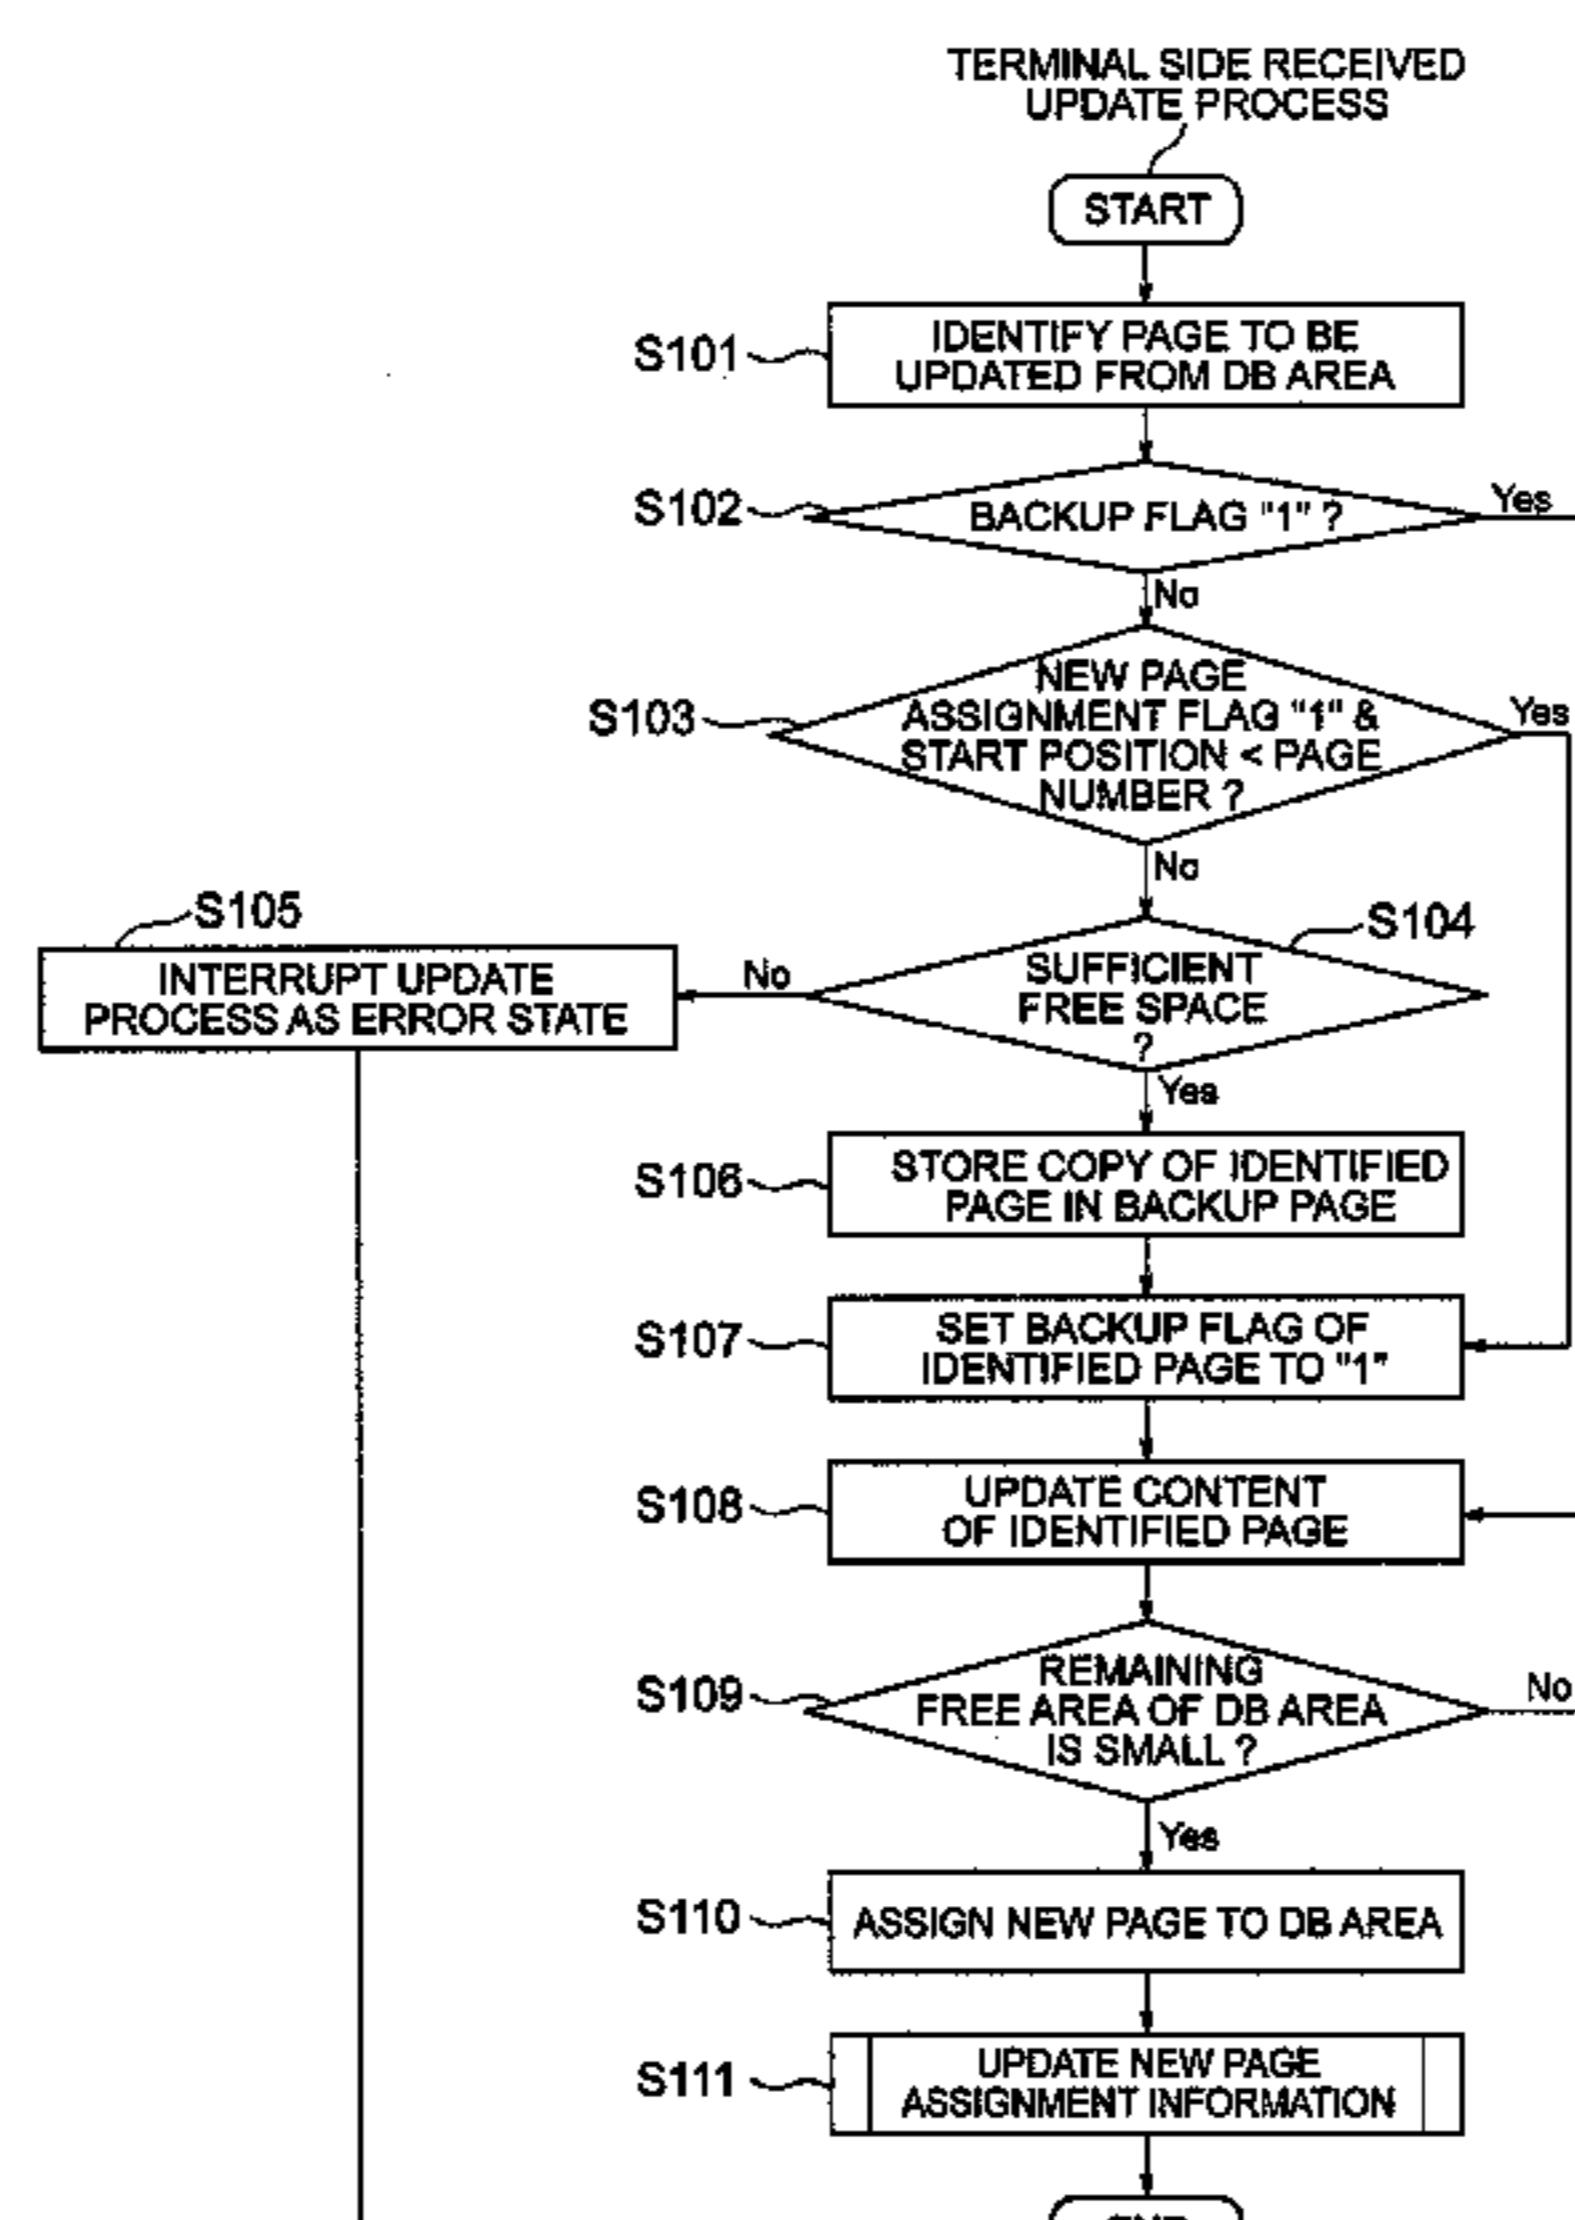 TERMINAL SIDE RECEIVED
UPDATE PROCESS
START
S101
IDENTIFY PAGE TO BE
UPDATED FROM DB AREA
S102
BACKUP FLAG "1" ?
Yes
No
S103
NEW PAGE
ASSIGNMENT FLAG "1" &
START POSITION < PAGE
NUMBER ?
Yes
No
S105
INTERRUPT UPDATE
PROCESS AS ERROR STATE
No
S104
SUFFICIENT
FREE SPACE
?
Yes
S106
STORE COPY OF IDENTIFIED
PAGE IN BACKUP PAGE
S107
SET BACKUP FLAG OF
IDENTIFIED PAGE TO "1"
S108
UPDATE CONTENT
OF IDENTIFIED PAGE
S109
REMAINING
FREE AREA OF DB AREA
IS SMALL ?
No
Yes
S110
ASSIGN NEW PAGE TO DB AREA
S111
UPDATE NEW PAGE
ASSIGNMENT INFORMATION